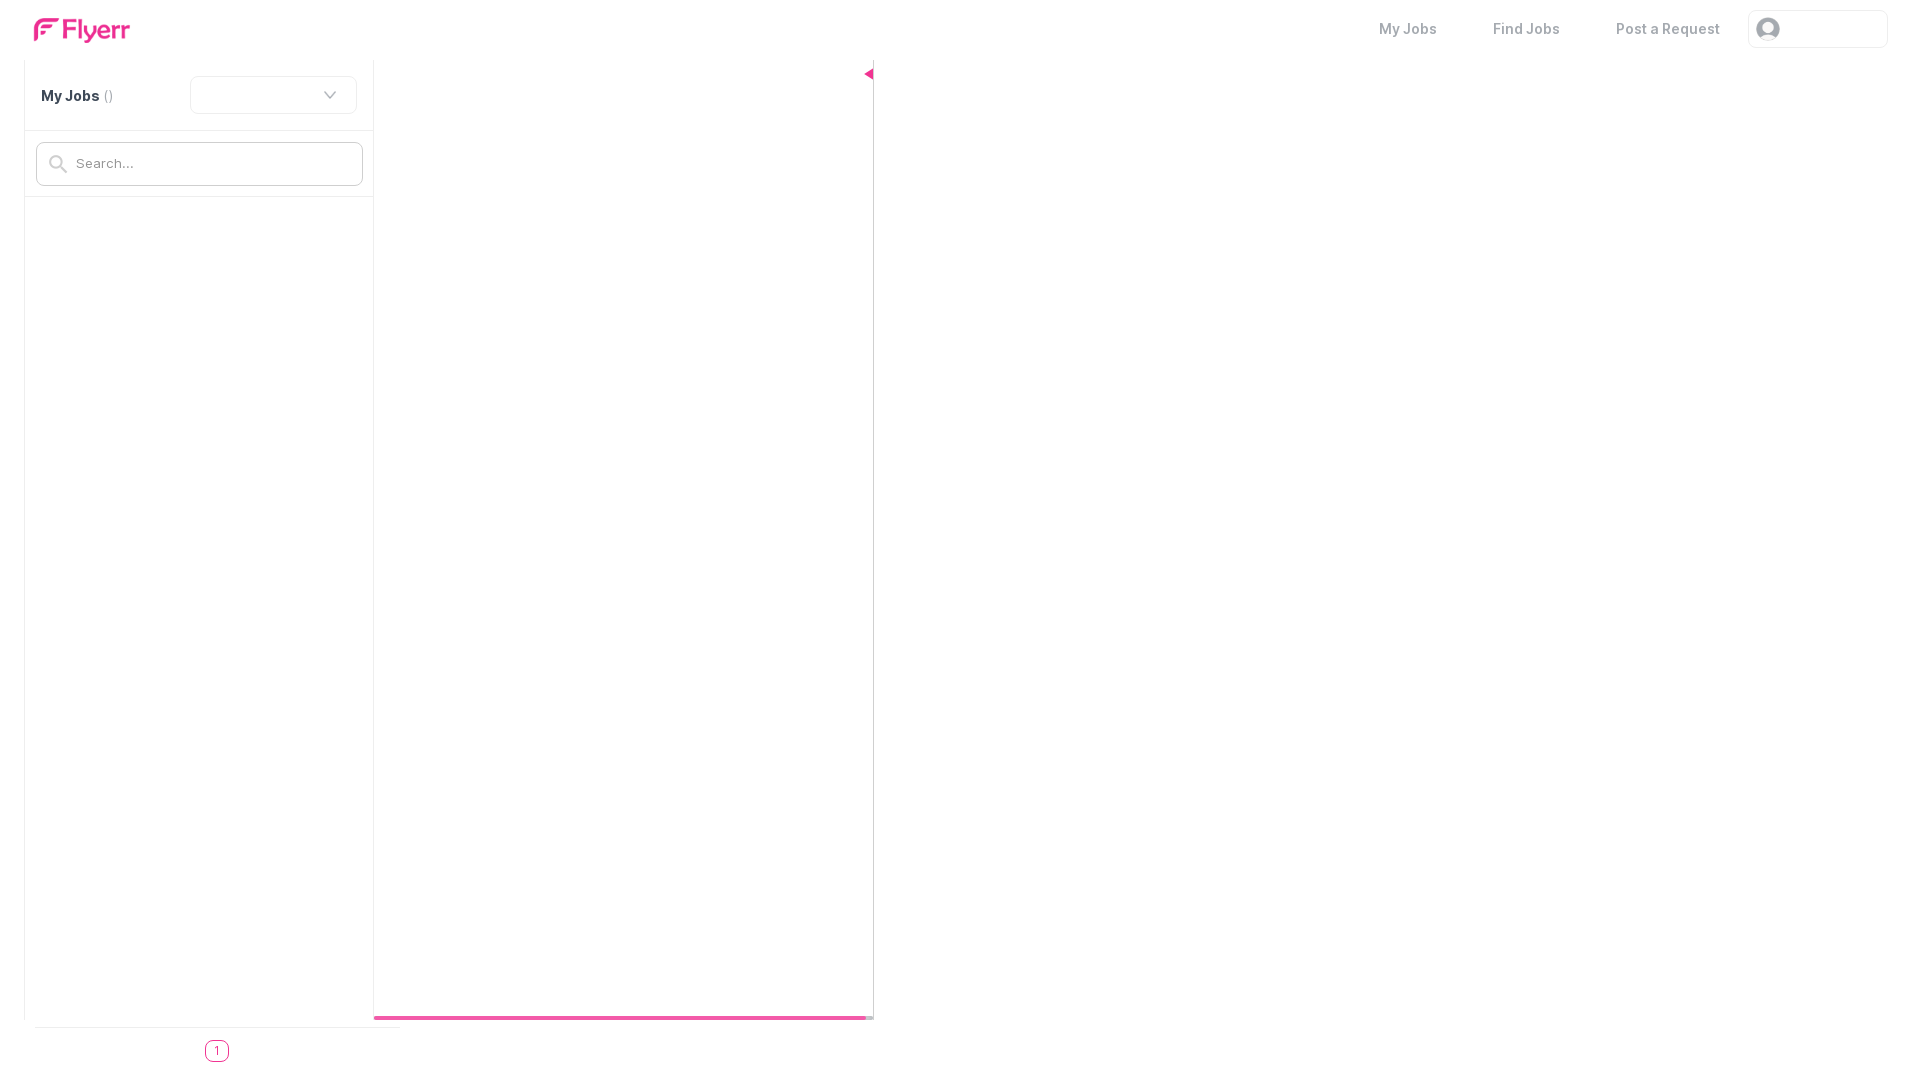 Flyerr
My Jobs
Find Jobs
Post a Request
My Jobs ()
Search...
1